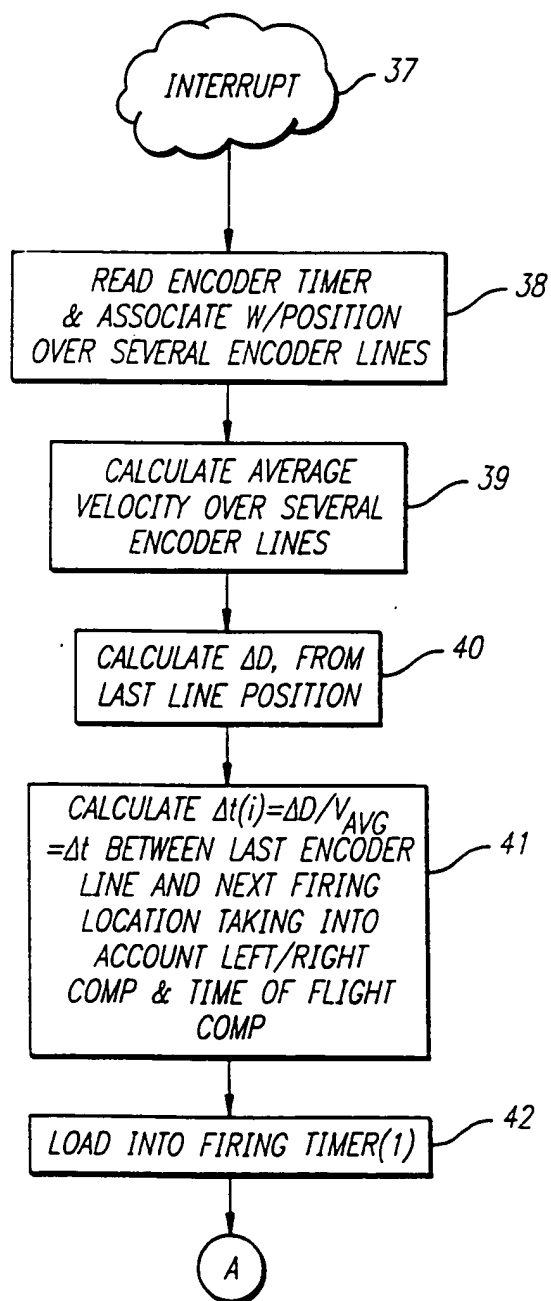 INTERRUPT
37
READ ENCODER TIMER
& ASSOCIATE W/POSITION
OVER SEVERAL ENCODER LINES
38
CALCULATE AVERAGE
VELOCITY OVER SEVERAL
ENCODER LINES
39
CALCULATE ΔD, FROM
LAST LINE POSITION
40
CALCULATE Δt(i)=ΔD/V_AVG
=Δt BETWEEN LAST ENCODER
LINE AND NEXT FIRING
LOCATION TAKING INTO
ACCOUNT LEFT/RIGHT
COMP & TIME OF FLIGHT
COMP
41
LOAD INTO FIRING TIMER(1)
42
A